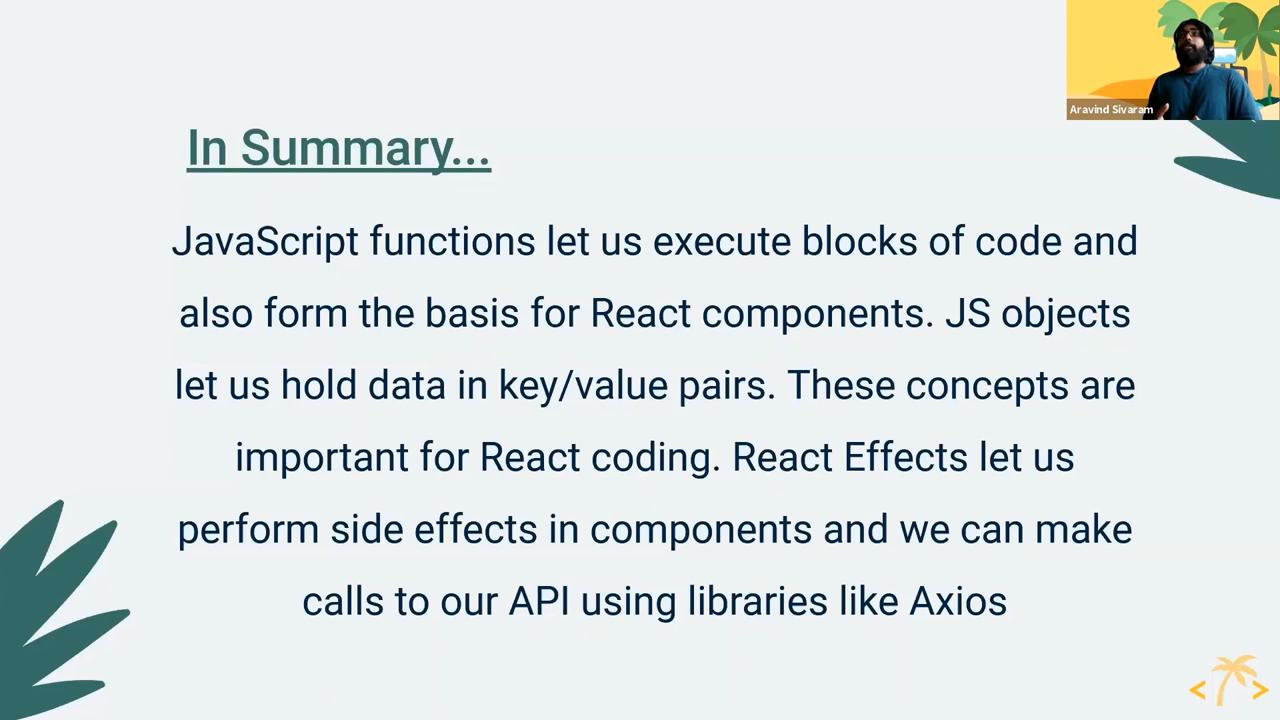 Aravind Sivaram
In Summary...
JavaScript functions let us execute blocks of code and
also form the basis for React components. JS objects
let us hold data in key/value pairs. These concepts are
important for React coding. React Effects let us
perform side effects in components and we can make
calls to our API using libraries like Axios
< >